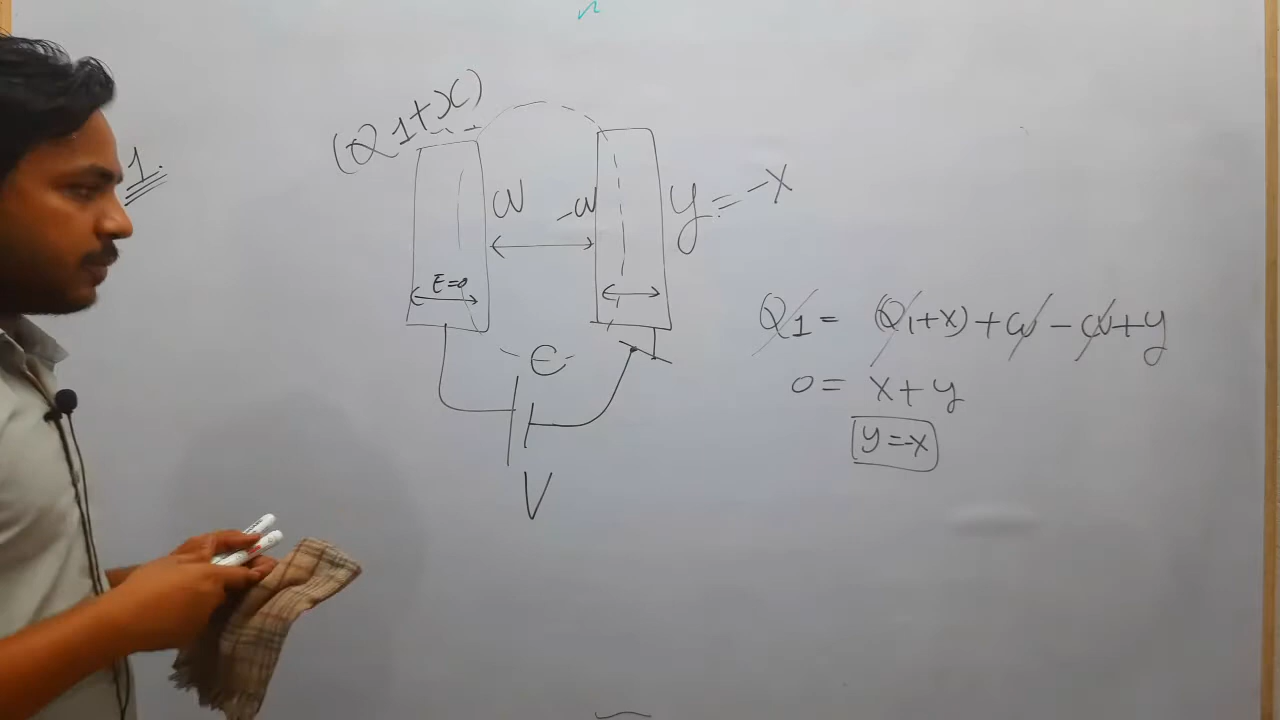 1.
(Q1+x)
ω
-ω
y = -x
E=0
Q1 = (Q1+x) + ω - ω + y
0 = x + y
y = -x
E
V